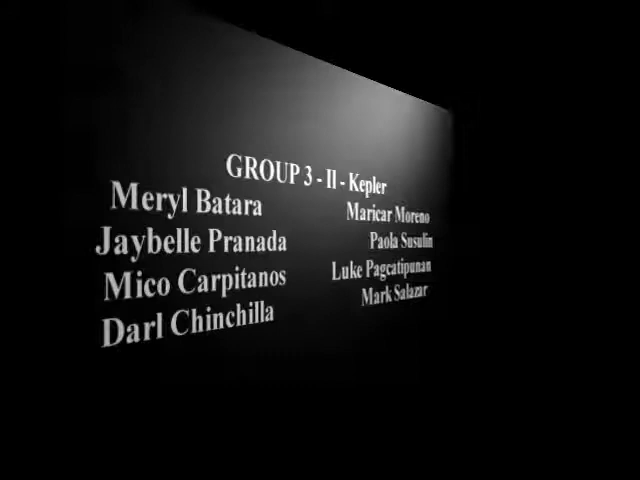 GROUP 3 - II - Kepler
Meryl Batara
Jaybelle Pranada
Mico Carpitanos
Darl Chinchilla
Maricar Moreno
Paola Susulin
Luke Pagcatipunan
Mark Salazar